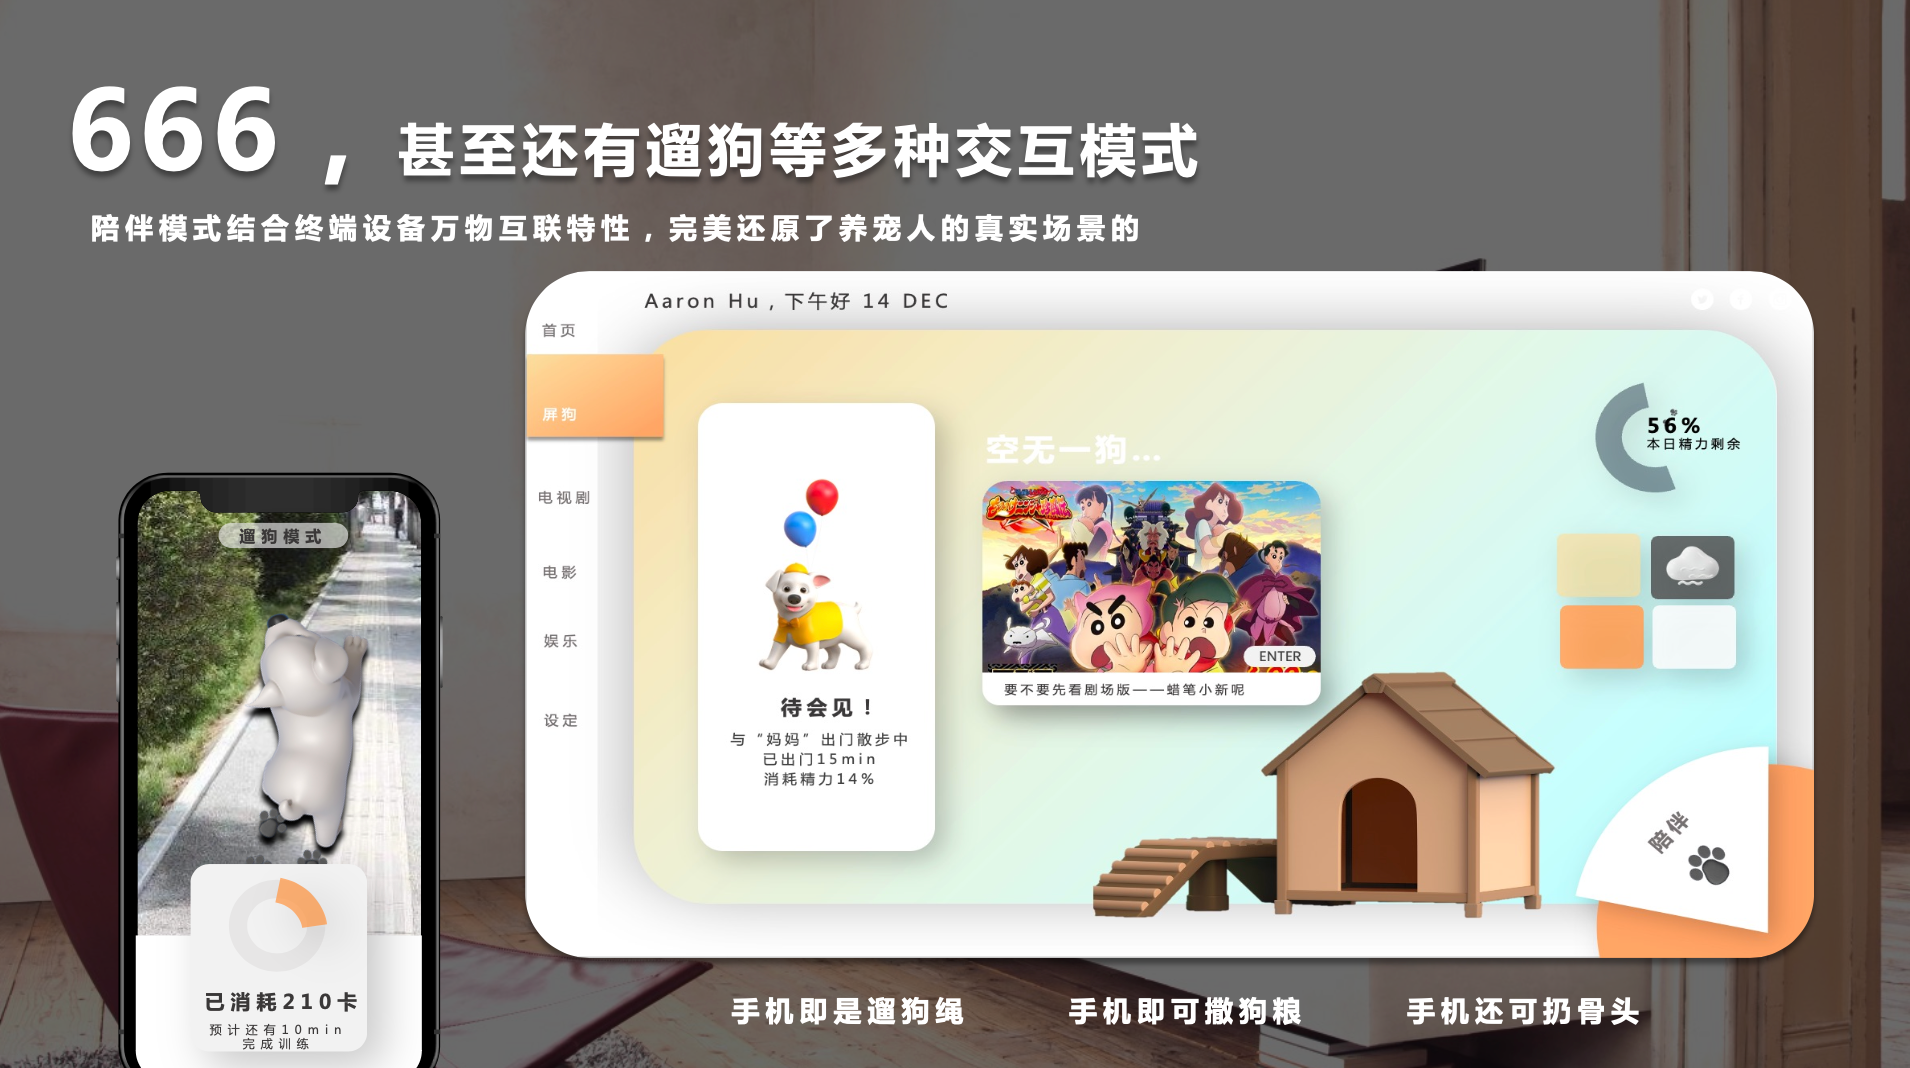 666，甚至还有遛狗等多种交互模式
陪伴模式结合终端设备万物互联特性，完美还原了养宠人的真实场景的
Aaron Hu，下午好 14 DEC
首页
屏狗
电视剧
电影
娱乐
设定
空无一狗...
ENTER
要不要先看剧场版——蜡笔小新呢
待会见！
与“妈妈”出门散步中
已出门15min
消耗精力14%
56%
本日精力剩余
陪伴
遛狗模式
已消耗210卡
预计还有10min
完成训练
手机即是遛狗绳
手机即可撒狗粮
手机还可扔骨头